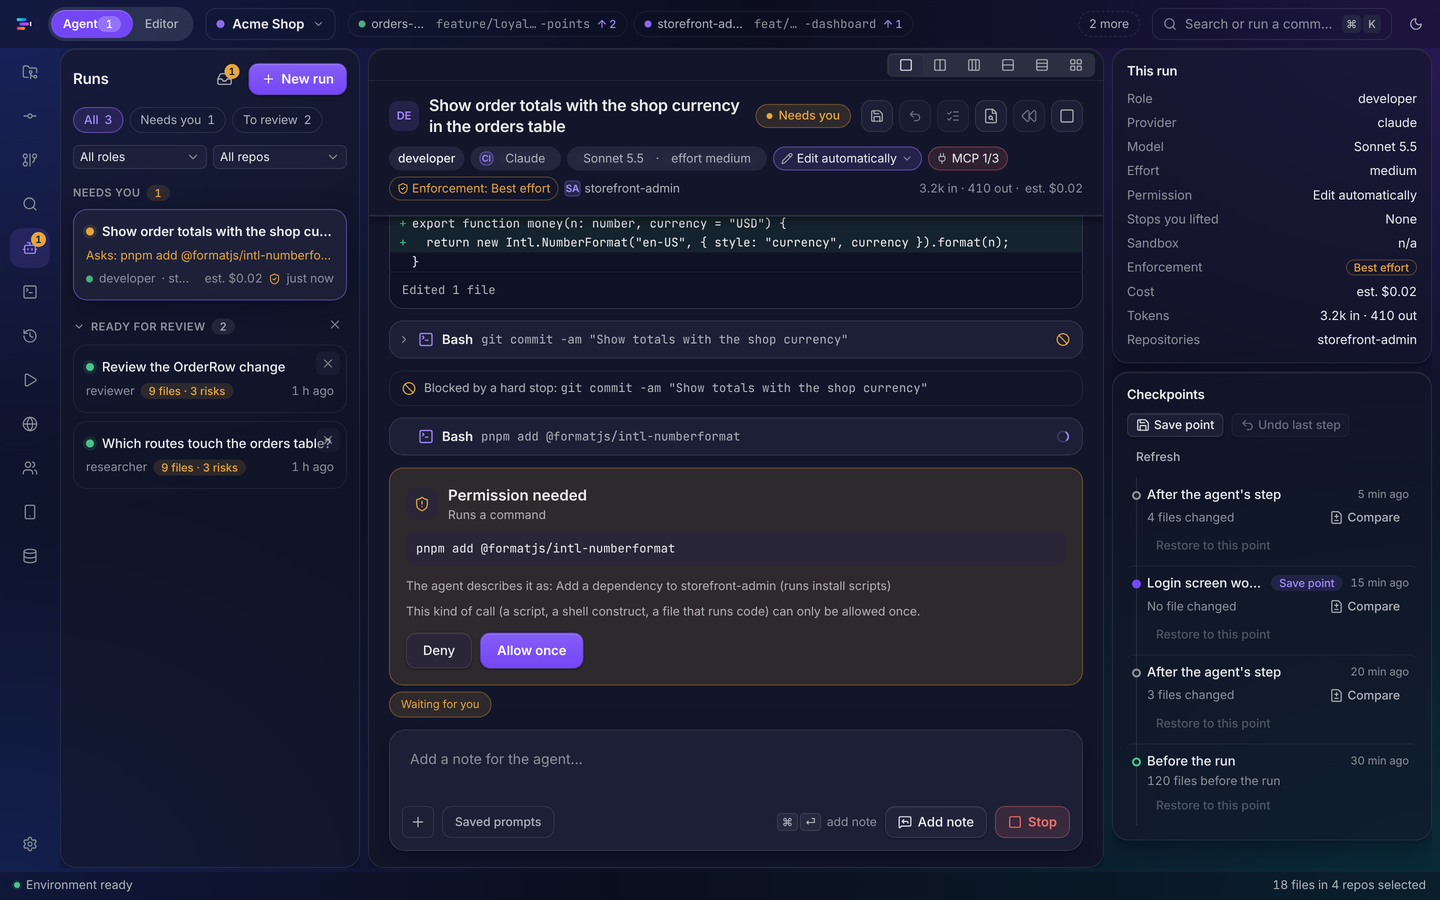 Agent 1
Editor
Acme Shop
orders-... feature/loyal... -points ↑ 2
storefront-ad... feat/... -dashboard ↑ 1
2 more
Search or run a comm... ⌘ K
Runs
1
+ New run
All 3
Needs you 1
To review 2
All roles
All repos
NEEDS YOU 1
Show order totals with the shop cu...
Asks: pnpm add @formatjs/intl-numberfo...
developer · st... est. $0.02 just now
READY FOR REVIEW 2
Review the OrderRow change
reviewer 9 files · 3 risks 1 h ago
Which routes touch the orders table?
researcher 9 files · 3 risks 1 h ago
1
DE
Show order totals with the shop currency
in the orders table
Needs you
developer
CI Claude
Sonnet 5.5 · effort medium
Edit automatically
MCP 1/3
Enforcement: Best effort
SA storefront-admin
3.2k in · 410 out · est. $0.02
+ export function money(n: number, currency = "USD") {
+ return new Intl.NumberFormat("en-US", { style: "currency", currency }).format(n);
}
Edited 1 file
Bash git commit -am "Show totals with the shop currency"
Blocked by a hard stop: git commit -am "Show totals with the shop currency"
Bash pnpm add @formatjs/intl-numberformat
Permission needed
Runs a command
pnpm add @formatjs/intl-numberformat
The agent describes it as: Add a dependency to storefront-admin (runs install scripts)
This kind of call (a script, a shell construct, a file that runs code) can only be allowed once.
Deny
Allow once
Waiting for you
Add a note for the agent...
+
Saved prompts
⌘ ⏎ add note
Add note
Stop
This run
Role developer
Provider claude
Model Sonnet 5.5
Effort medium
Permission Edit automatically
Stops you lifted None
Sandbox n/a
Enforcement Best effort
Cost est. $0.02
Tokens 3.2k in · 410 out
Repositories storefront-admin
Checkpoints
Save point
Undo last step
Refresh
After the agent's step 5 min ago
4 files changed Compare
Restore to this point
Login screen wo... Save point 15 min ago
No file changed Compare
Restore to this point
After the agent's step 20 min ago
3 files changed Compare
Restore to this point
Before the run 30 min ago
120 files before the run
Restore to this point
Environment ready
18 files in 4 repos selected